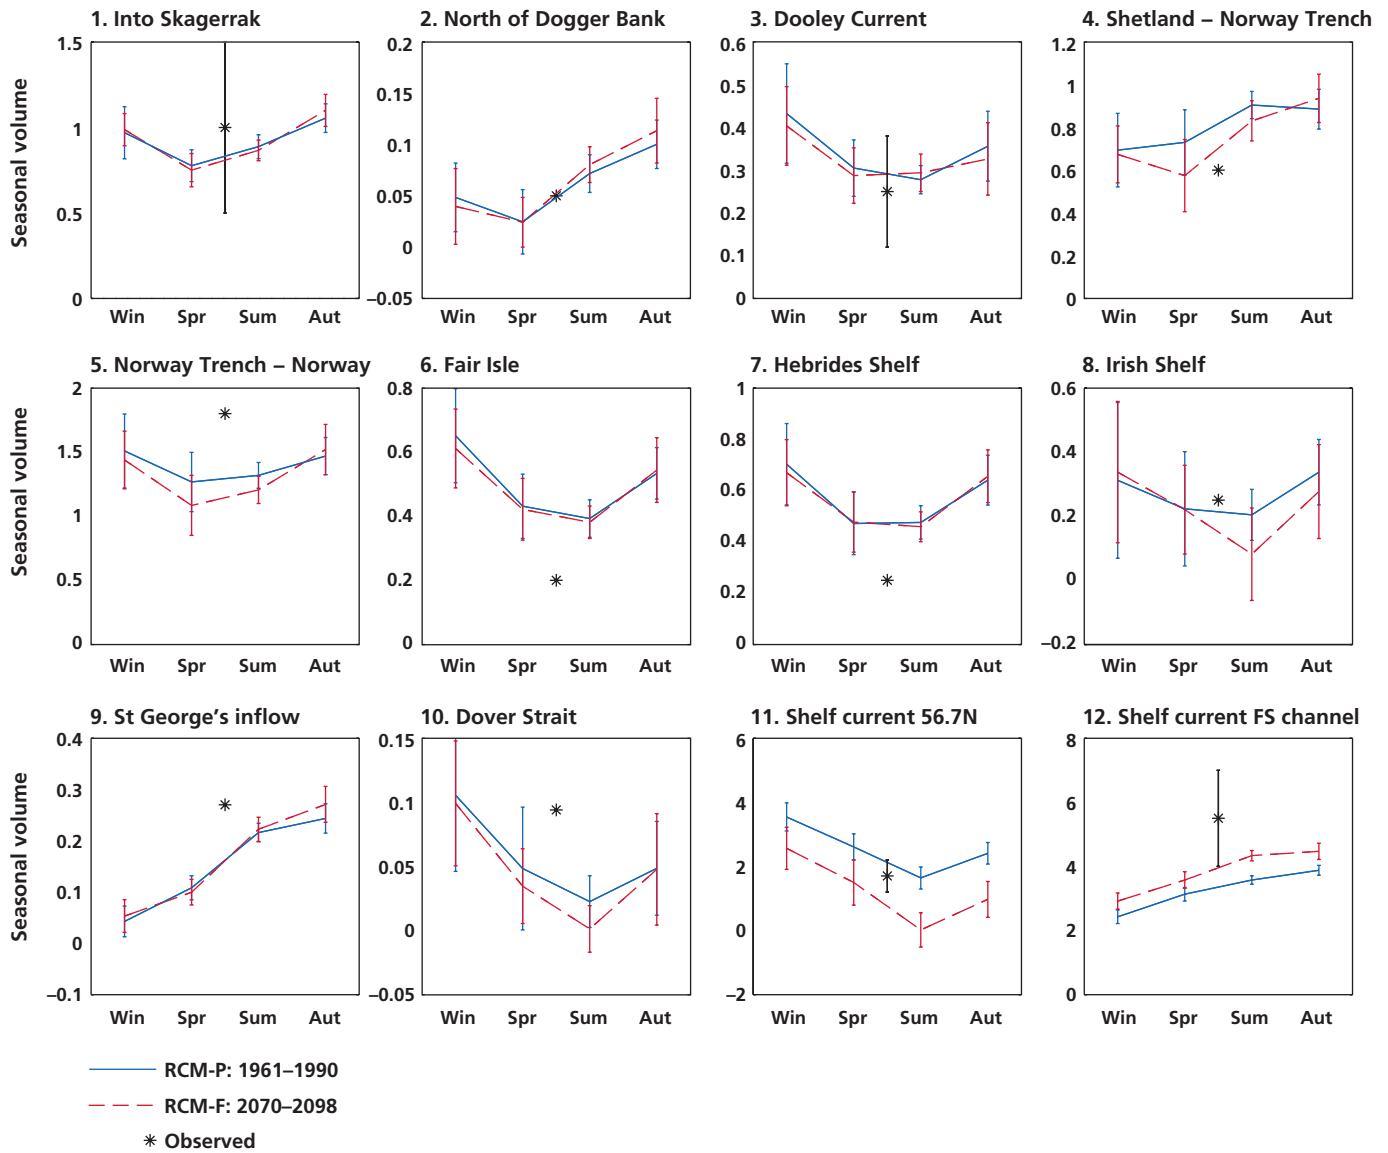 1. Into Skagerrak
2. North of Dogger Bank
3. Dooley Current
4. Shetland – Norway Trench
Seasonal volume
1.5
1
0.5
0
Win Spr Sum Aut
0.2
0.15
0.1
0.05
0
–0.05
Win Spr Sum Aut
0.6
0.5
0.4
0.3
0.2
0.1
0
Win Spr Sum Aut
1.2
1
0.8
0.6
0.4
0.2
0
Win Spr Sum Aut
5. Norway Trench – Norway
6. Fair Isle
7. Hebrides Shelf
8. Irish Shelf
Seasonal volume
2
1.5
1
0.5
0
Win Spr Sum Aut
0.8
0.6
0.4
0.2
0
Win Spr Sum Aut
1
0.8
0.6
0.4
0.2
0
Win Spr Sum Aut
0.6
0.4
0.2
0
–0.2
Win Spr Sum Aut
9. St George’s inflow
10. Dover Strait
11. Shelf current 56.7N
12. Shelf current FS channel
Seasonal volume
0.4
0.3
0.2
0.1
0
–0.1
Win Spr Sum Aut
0.15
0.1
0.05
0
–0.05
Win Spr Sum Aut
6
4
2
0
–2
Win Spr Sum Aut
8
6
4
2
0
Win Spr Sum Aut
RCM-P: 1961–1990
RCM-F: 2070–2098
Observed